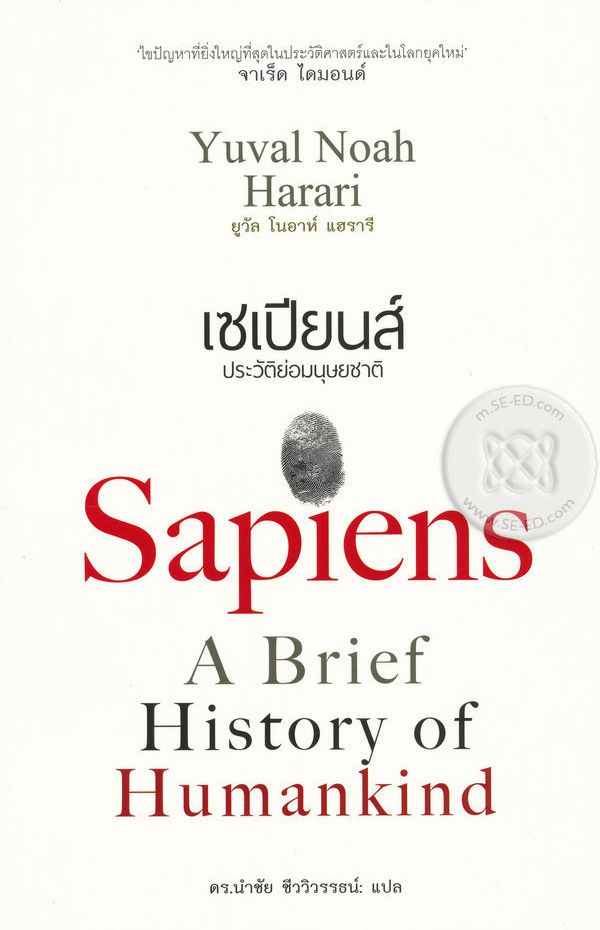 'ไขปัญหาที่ยิ่งใหญ่ที่สุดในประวัติศาสตร์และในโลกยุคใหม่'
จาเร็ด ไดมอนด์
Yuval Noah
Harari
ยูวัล โนอาห์ แฮรารี
เซเปียนส์
ประวัติย่อมนุษยชาติ
m.SE-ED.com
www.SE-ED.com
Sapiens
A Brief
History of
Humankind
ดร.นำชัย ชีววิวรรธน์: แปล